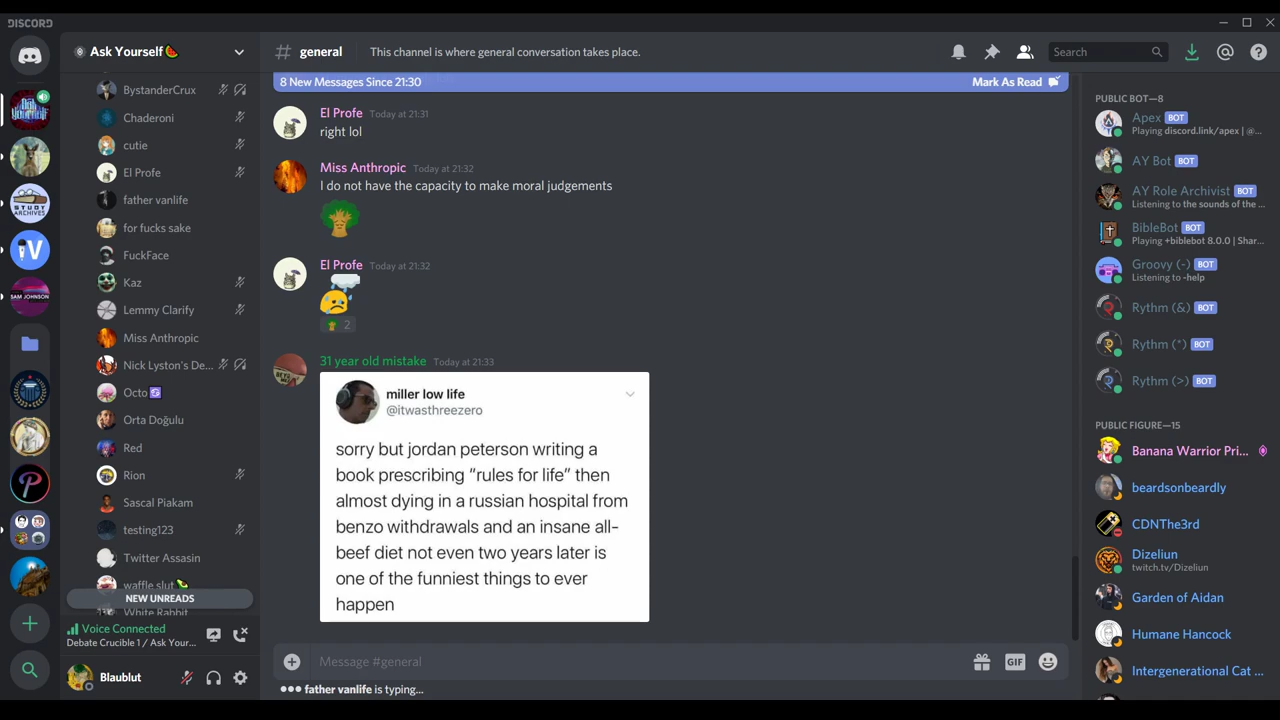 DISCORD
Ask Yourself
general
This channel is where general conversation takes place.
Search
8 New Messages Since 21:30
Mark As Read
BystanderCrux
Chaderoni
cutie
El Profe
father vanlife
for fucks sake
FuckFace
Kaz
Lemmy Clarify
Miss Anthropic
Nick Lyston's De...
Octo
Orta Doğulu
Red
Rion
Sascal Piakam
testing123
Twitter Assasin
waffle slut
NEW UNREADS
White Rabbit
Voice Connected
Debate Crucible 1 / Ask Your...
Blaublut
STUDY
ARCHIVES
V
SAM JOHNSON
El Profe Today at 21:31
right lol
Miss Anthropic Today at 21:32
I do not have the capacity to make moral judgements
El Profe Today at 21:32
2
31 year old mistake Today at 21:33
miller low life
@itwasthreezero
sorry but jordan peterson writing a
book prescribing “rules for life” then
almost dying in a russian hospital from
benzo withdrawals and an insane all-
beef diet not even two years later is
one of the funniest things to ever
happen
Message #general
GIF
father vanlife is typing...
PUBLIC BOT—8
Apex BOT
Playing discord.link/apex | @...
AY Bot BOT
AY Role Archivist BOT
Listening to the sounds of the ...
BibleBot BOT
Playing +biblebot 8.0.0 | Shar...
Groovy (-) BOT
Listening to -help
Rythm (&) BOT
Rythm (*) BOT
Rythm (>) BOT
PUBLIC FIGURE—15
Banana Warrior Pri...
beardsonbeardly
CDNThe3rd
Dizeliun
twitch.tv/Dizeliun
Garden of Aidan
Humane Hancock
Intergenerational Cat ...